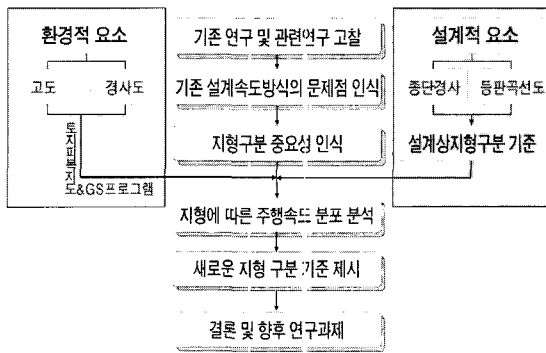 환경적 요소
고도 경사도
토지피복지도&GS프로그램
기존 연구 및 관련연구 고찰
기존 설계속도방식의 문제점 인식
지형구분 중요성 인식
설계적 요소
종단경사 등판곡선도
설계상지형구분 기준
지형에 따른 주행속도 분포 분석
새로운 지형 구분 기준 제시
결론 및 향후 연구과제